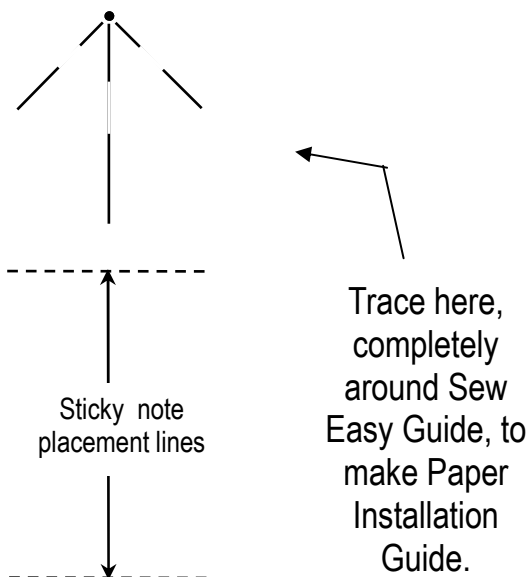 Sticky note
placement lines
Trace here,
completely
around Sew
Easy Guide, to
make Paper
Installation
Guide.